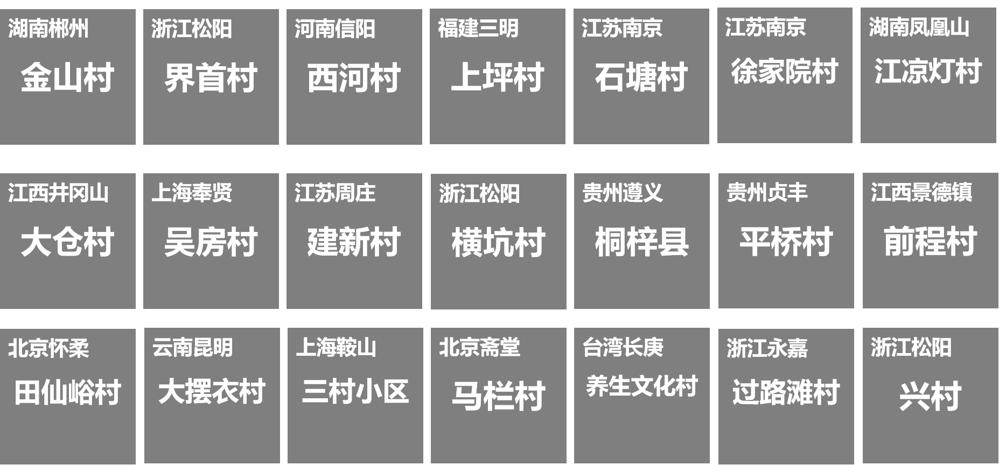 湖南郴州
金山村
浙江松阳
界首村
河南信阳
西河村
福建三明
上坪村
江苏南京
石塘村
江苏南京
徐家院村
湖南凤凰山
江凉灯村
江西井冈山
大仓村
上海奉贤
吴房村
江苏周庄
建新村
浙江松阳
横坑村
贵州遵义
桐梓县
贵州贞丰
平桥村
江西景德镇
前程村
北京怀柔
田仙峪村
云南昆明
大摆衣村
上海鞍山
三村小区
北京斋堂
马栏村
台湾长庚
养生文化村
浙江永嘉
过路滩村
浙江松阳
兴村